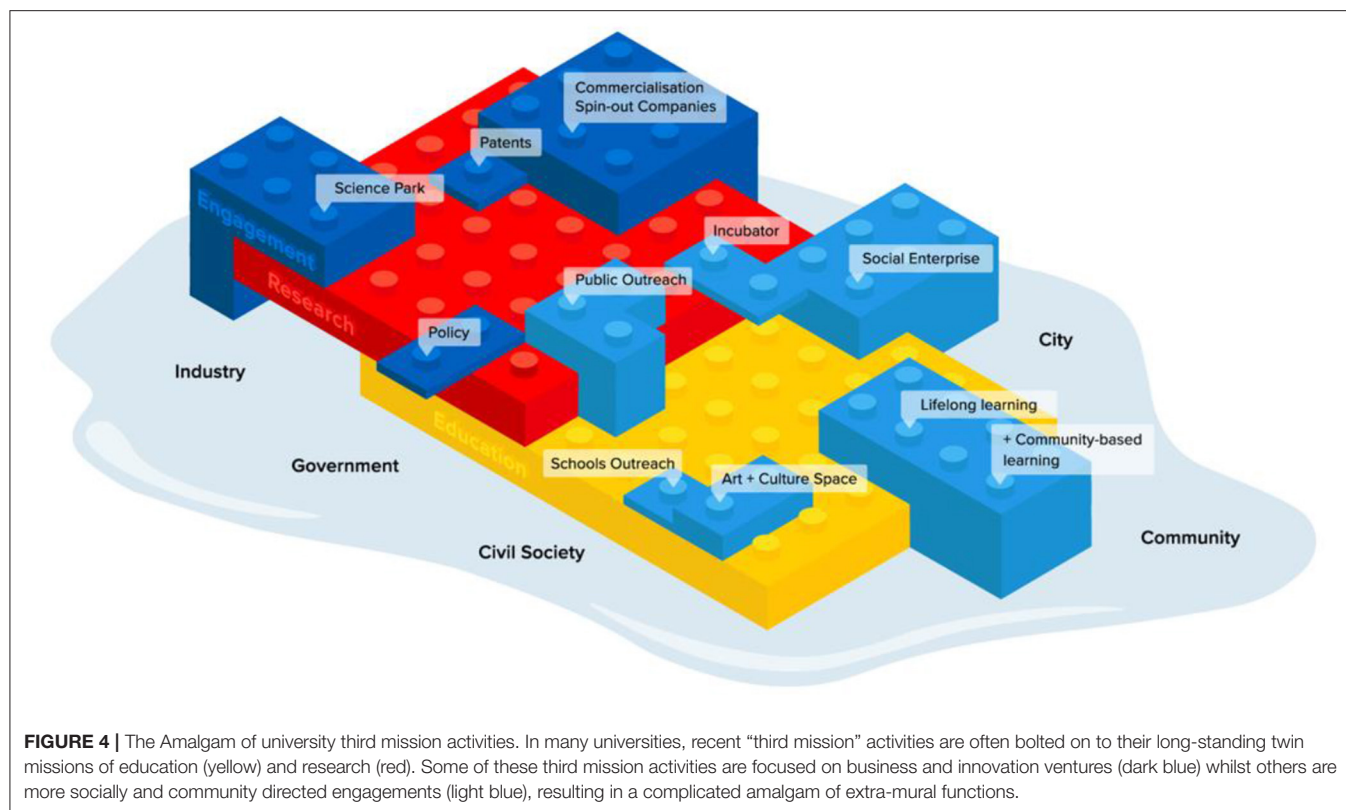 Commercialisation
Spin-out Companies
Patents
Science Park
Engagement
Incubator
Social Enterprise
Public Outreach
Research
Policy
City
Industry
Lifelong learning
+ Community-based
learning
Education
Government
Schools Outreach
Art + Culture Space
Civil Society
Community
FIGURE 4 | The Amalgam of university third mission activities. In many universities, recent “third mission” activities are often bolted on to their long-standing twin
missions of education (yellow) and research (red). Some of these third mission activities are focused on business and innovation ventures (dark blue) whilst others are
more socially and community directed engagements (light blue), resulting in a complicated amalgam of extra-mural functions.